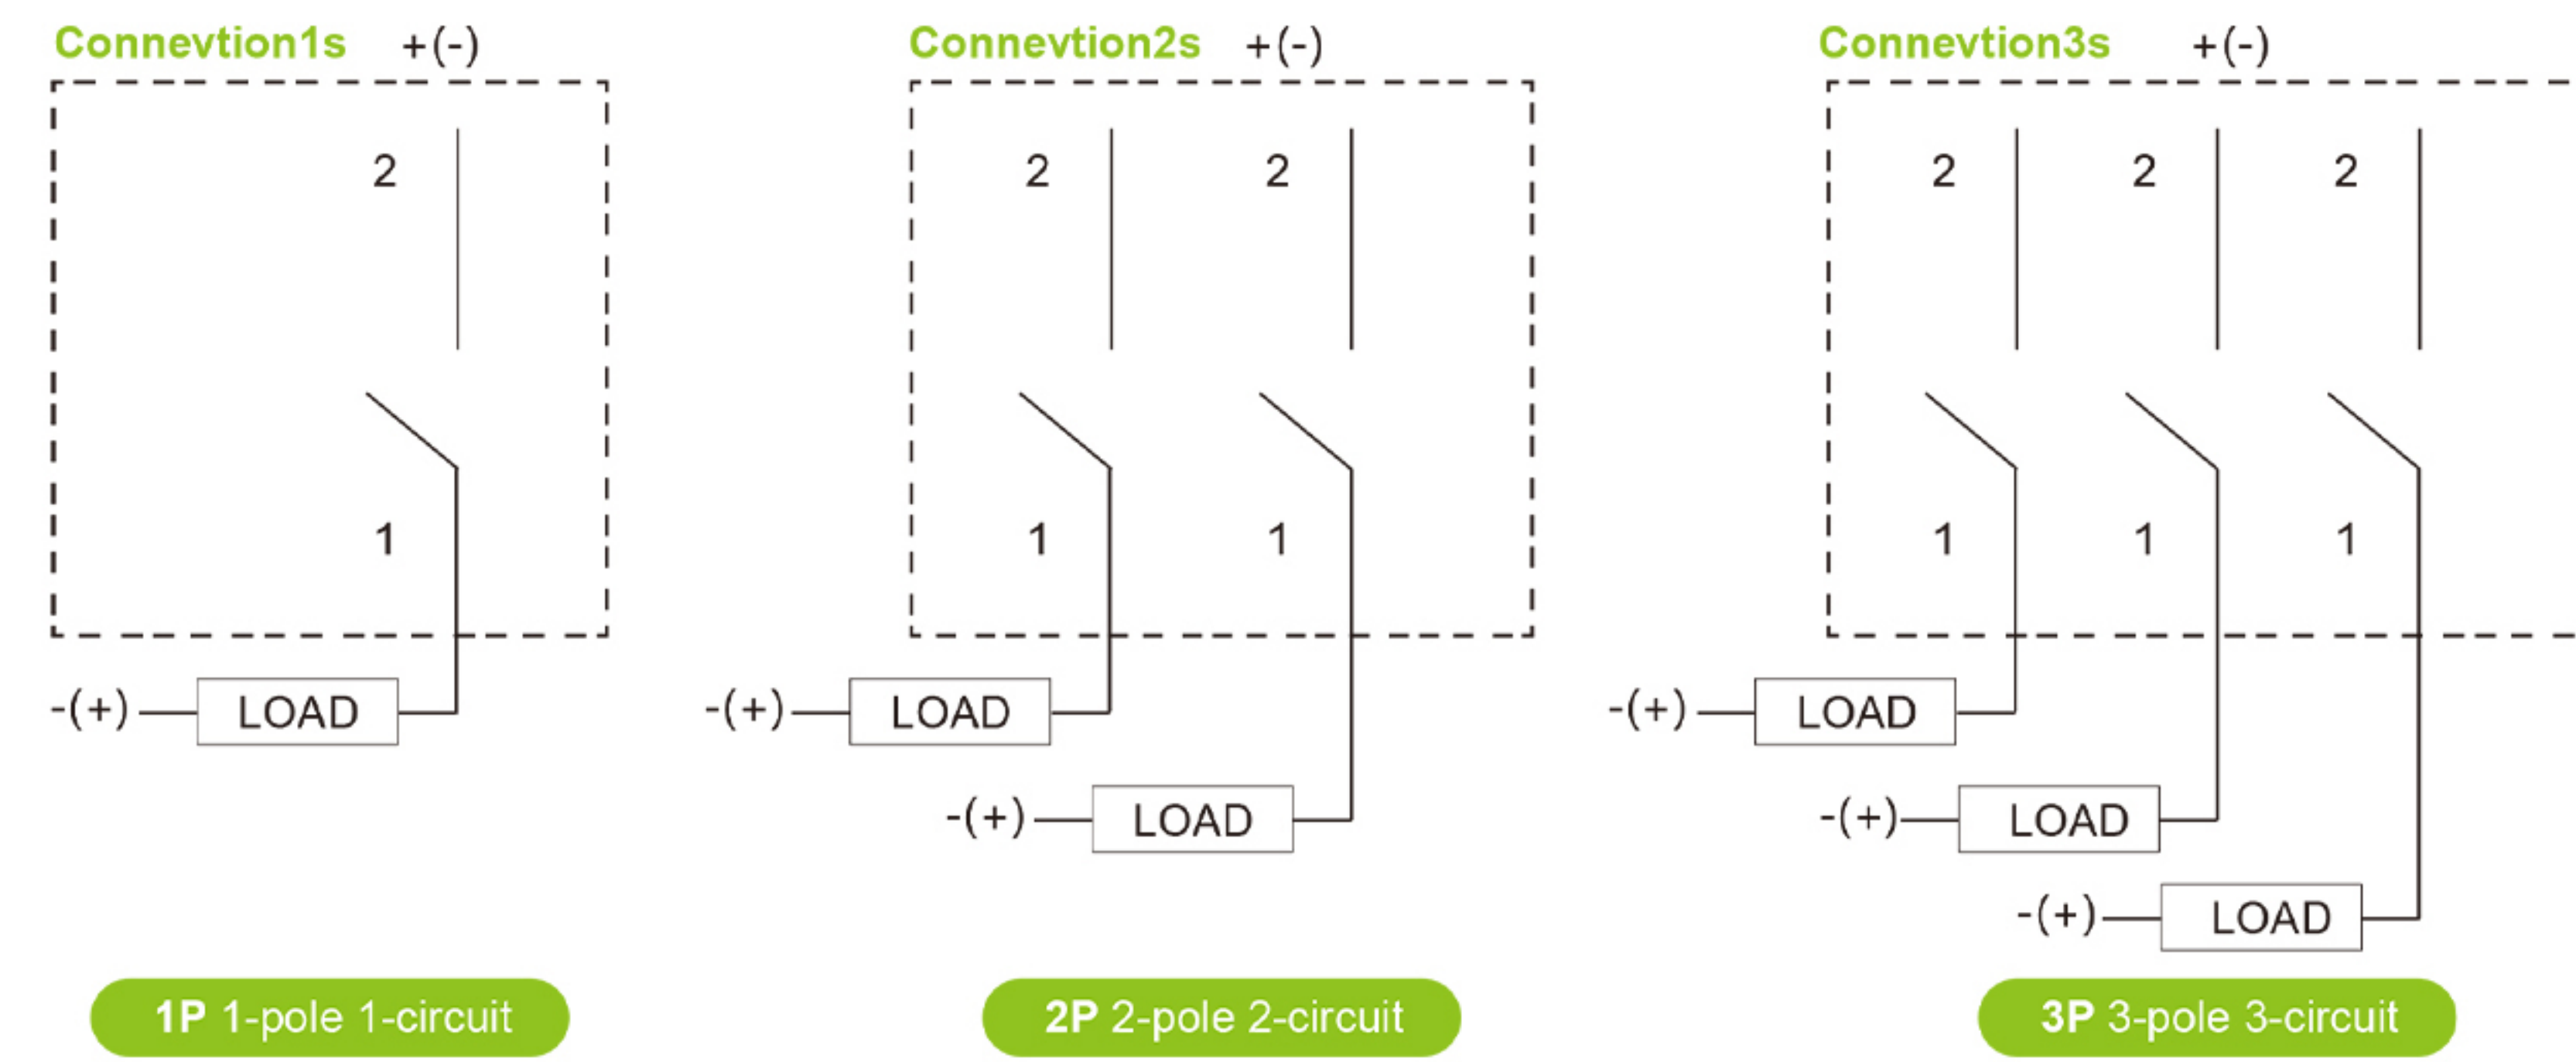 Connevtion1s +(-)
2
1
-(+) LOAD
1P 1-pole 1-circuit
Connevtion2s +(-)
2 2
1 1
-(+) LOAD
-(+) LOAD
2P 2-pole 2-circuit
Connevtion3s +(-)
2 2 2
1 1 1
-(+) LOAD
-(+) LOAD
-(+) LOAD
3P 3-pole 3-circuit